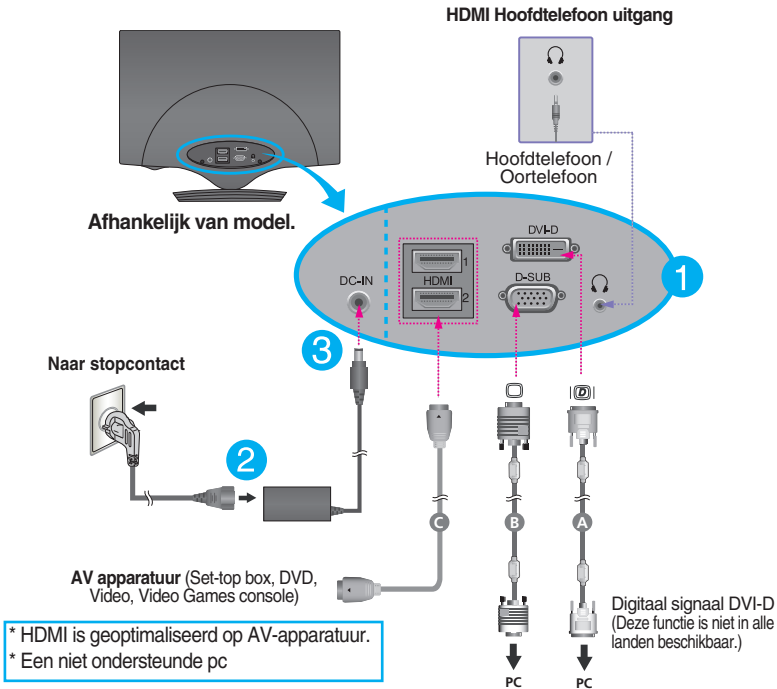 HDMI Hoofdtelefoon uitgang
Hoofdtelefoon /
Oortelefoon
Afhankelijk van model.
DVI-D
1
1
DC-IN
HDMI
D-SUB
2
3
Naar stopcontact
D
2
C
B
A
AV apparatuur (Set-top box, DVD,
Video, Video Games console)
Digitaal signaal DVI-D
(Deze functie is niet in alle
landen beschikbaar.)
* HDMI is geoptimaliseerd op AV-apparatuur.
* Een niet ondersteunde pc
PC
PC